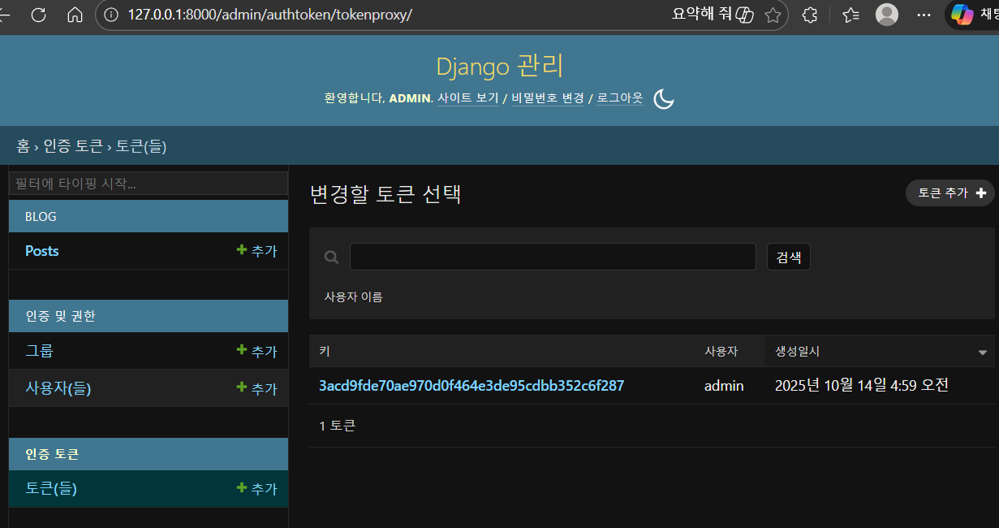 127.0.0.1:8000/admin/authtoken/tokenproxy/
요약해 줘
Django 관리
환영합니다, ADMIN. 사이트 보기 / 비밀번호 변경 / 로그아웃
홈 › 인증 토큰 › 토큰(들)
필터에 타이핑 시작...
BLOG
Posts
추가
인증 및 권한
그룹
추가
사용자(들)
추가
인증 토큰
토큰(들)
추가
변경할 토큰 선택
토큰 추가
검색
사용자 이름
키 사용자 생성일시
3acd9fde70ae970d0f464e3de95cdbb352c6f287 admin 2025년 10월 14일 4:59 오전
1 토큰